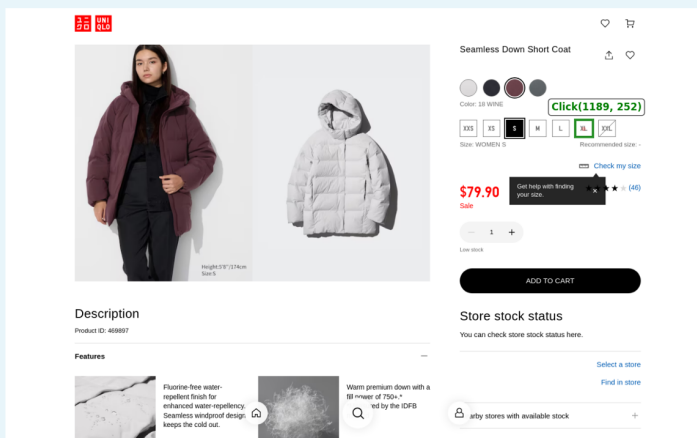 ユニ
クロ
UNI
QLO
Seamless Down Short Coat
Color: 18 WINE
Click(1189, 252)
XXS XS S M L XL XXL
Size: WOMEN S
Recommended size: -
Check my size
$79.90
Get help with finding
your size.
(46)
Sale
1
Low stock
ADD TO CART
Height:5'8"/174cm
Size:S
Description
Product ID: 469897
Features
Fluorine-free water-
repellent finish for
enhanced water-repellency.
Seamless windproof design
keeps the cold out.
Warm premium down with a
fill power of 750+.*
by the IDFB
Store stock status
You can check store stock status here.
Select a store
Find in store
arby stores with available stock